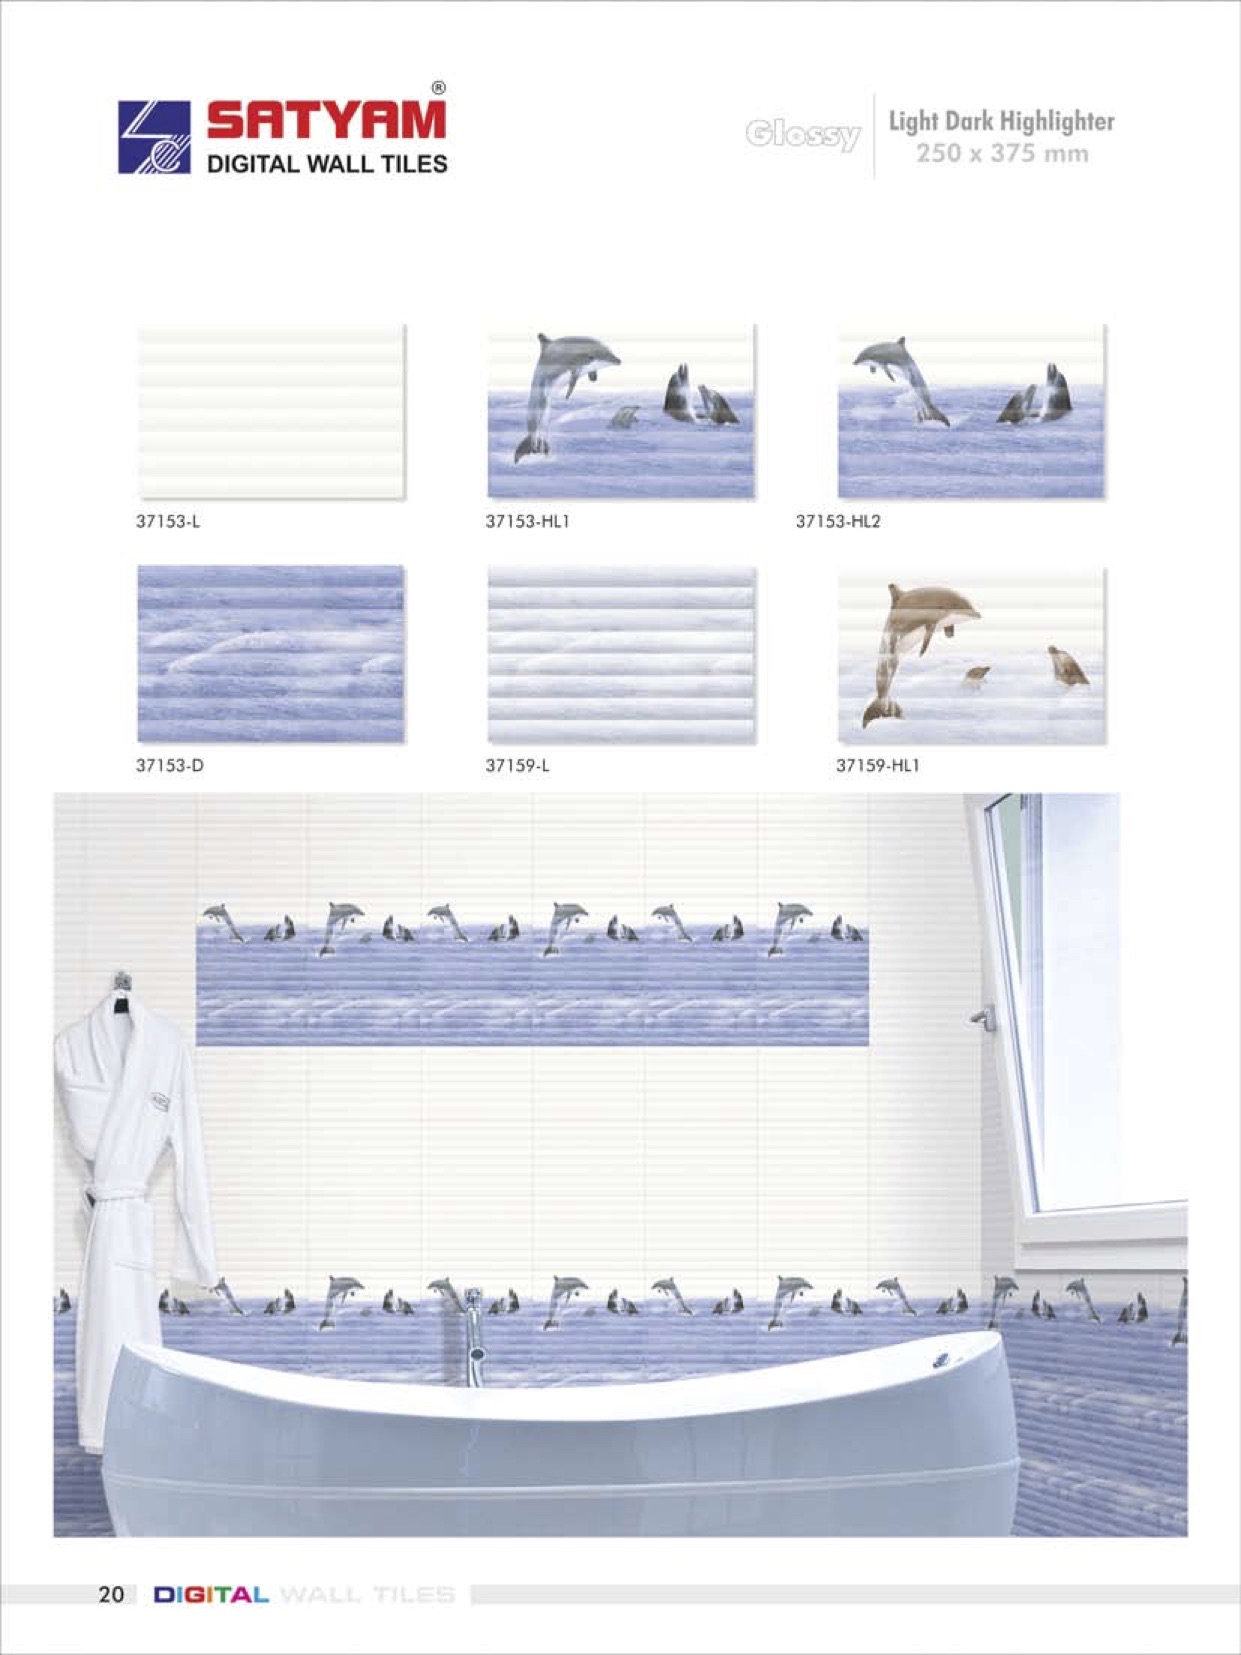 SATYAM ®
DIGITAL WALL TILES
Glossy
Light Dark Highlighter
250 x 375 mm
37153-L
37153-HL1
37153-HL2
37153-D
37159-L
37159-HL1
20 DIGITAL WALL TILES